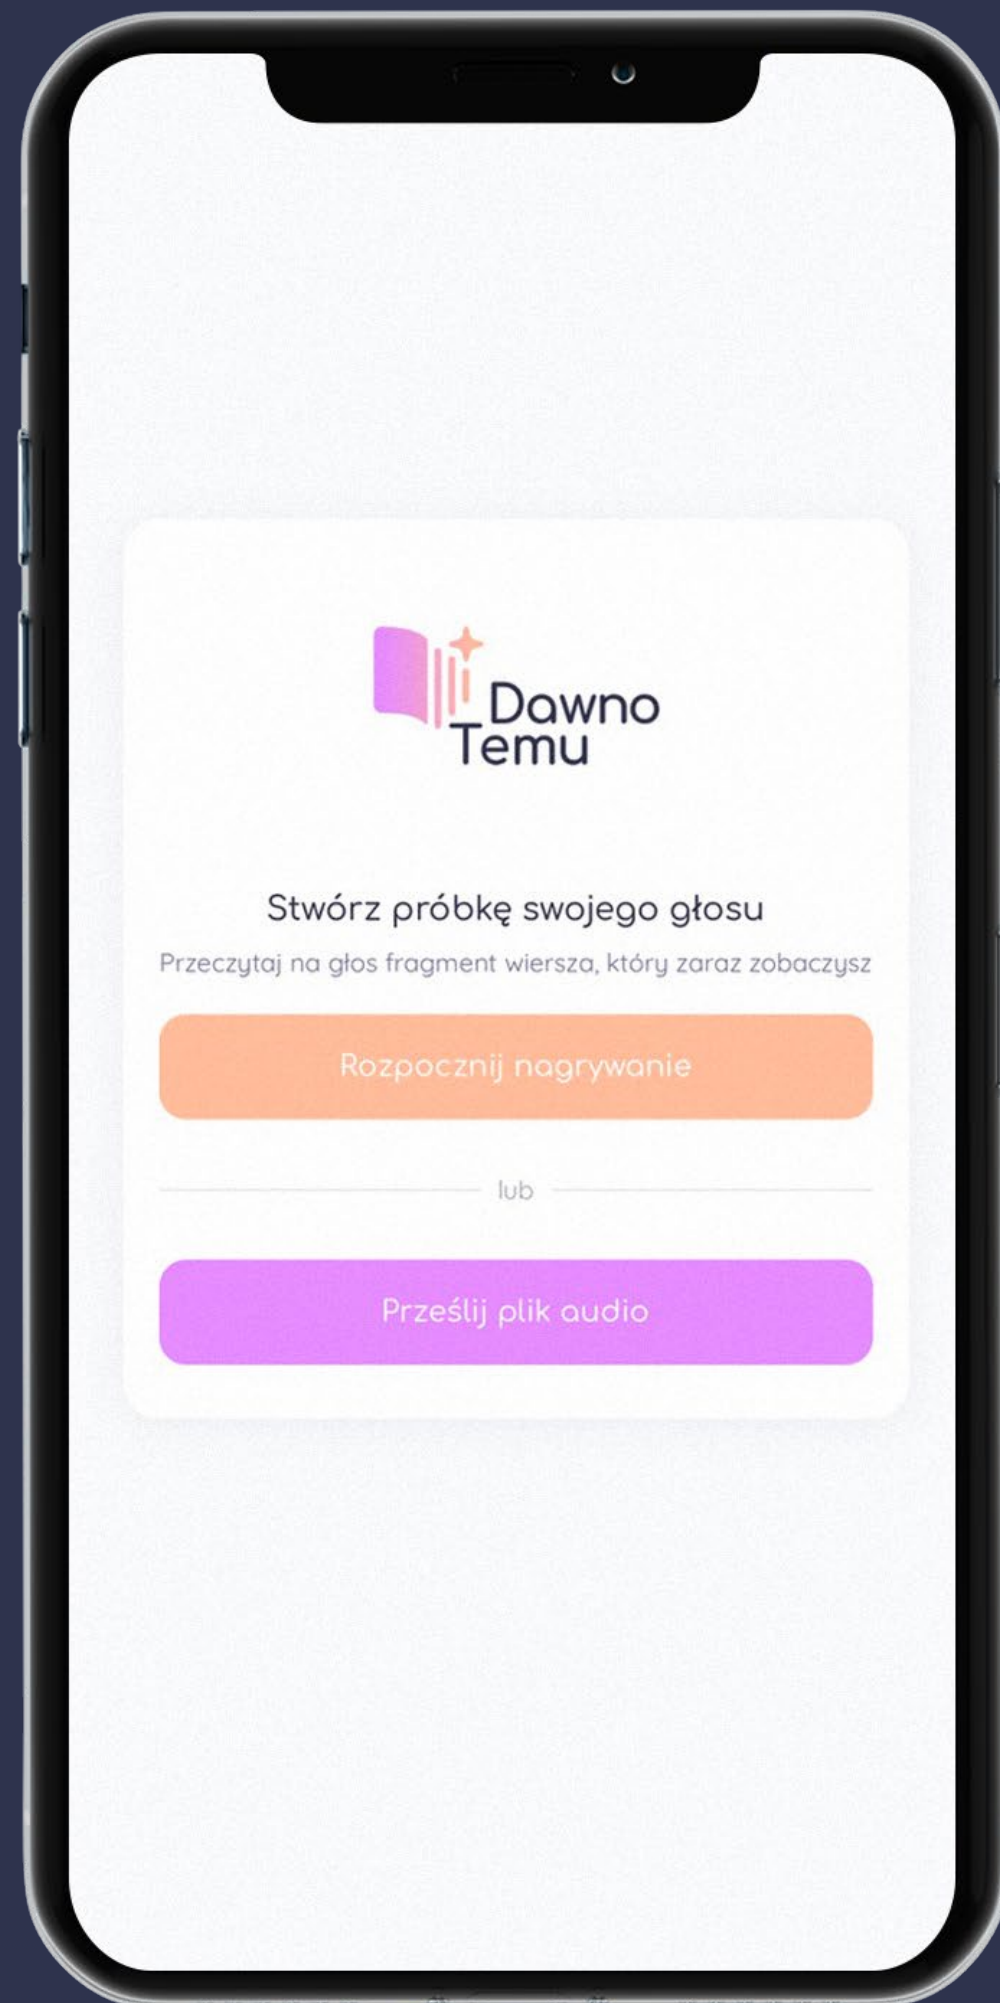 Dawno
Temu
Stwórz próbkę swojego głosu
Przeczytaj na głos fragment wiersza, który zaraz zobaczysz
Rozpocznij nagrywanie
lub
Prześlij plik audio